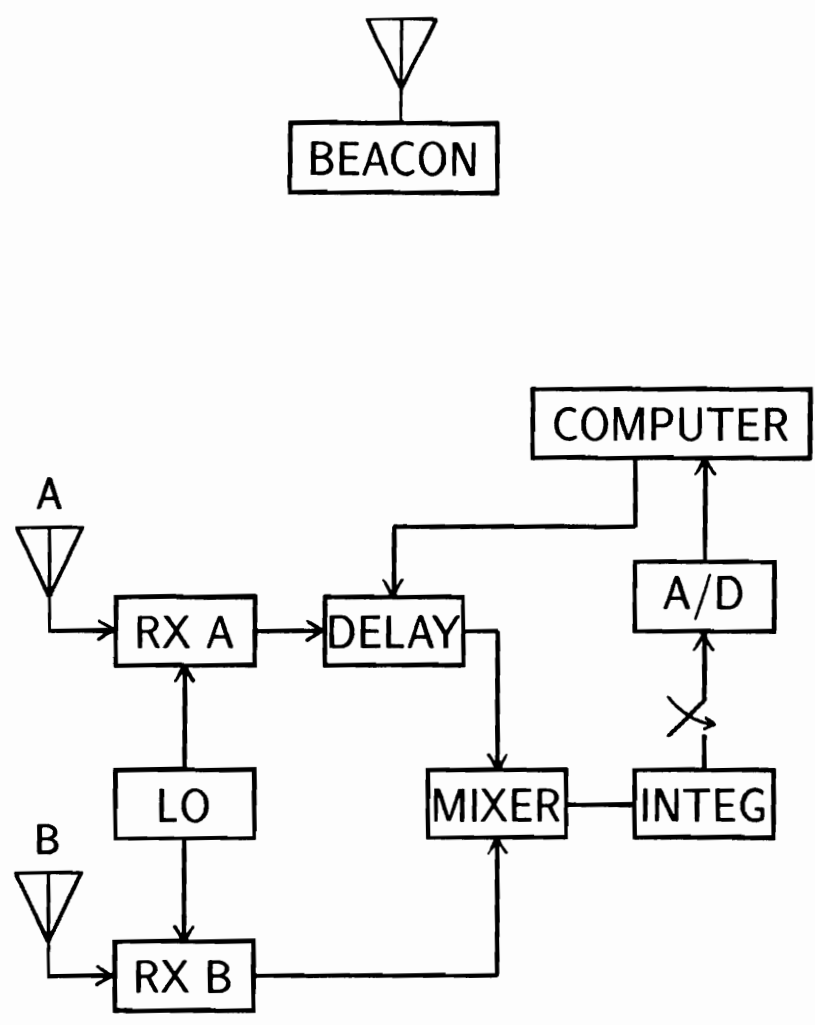 BEACON
COMPUTER
A
A/D
RX A
DELAY
LO
MIXER
INTEG
B
RX B